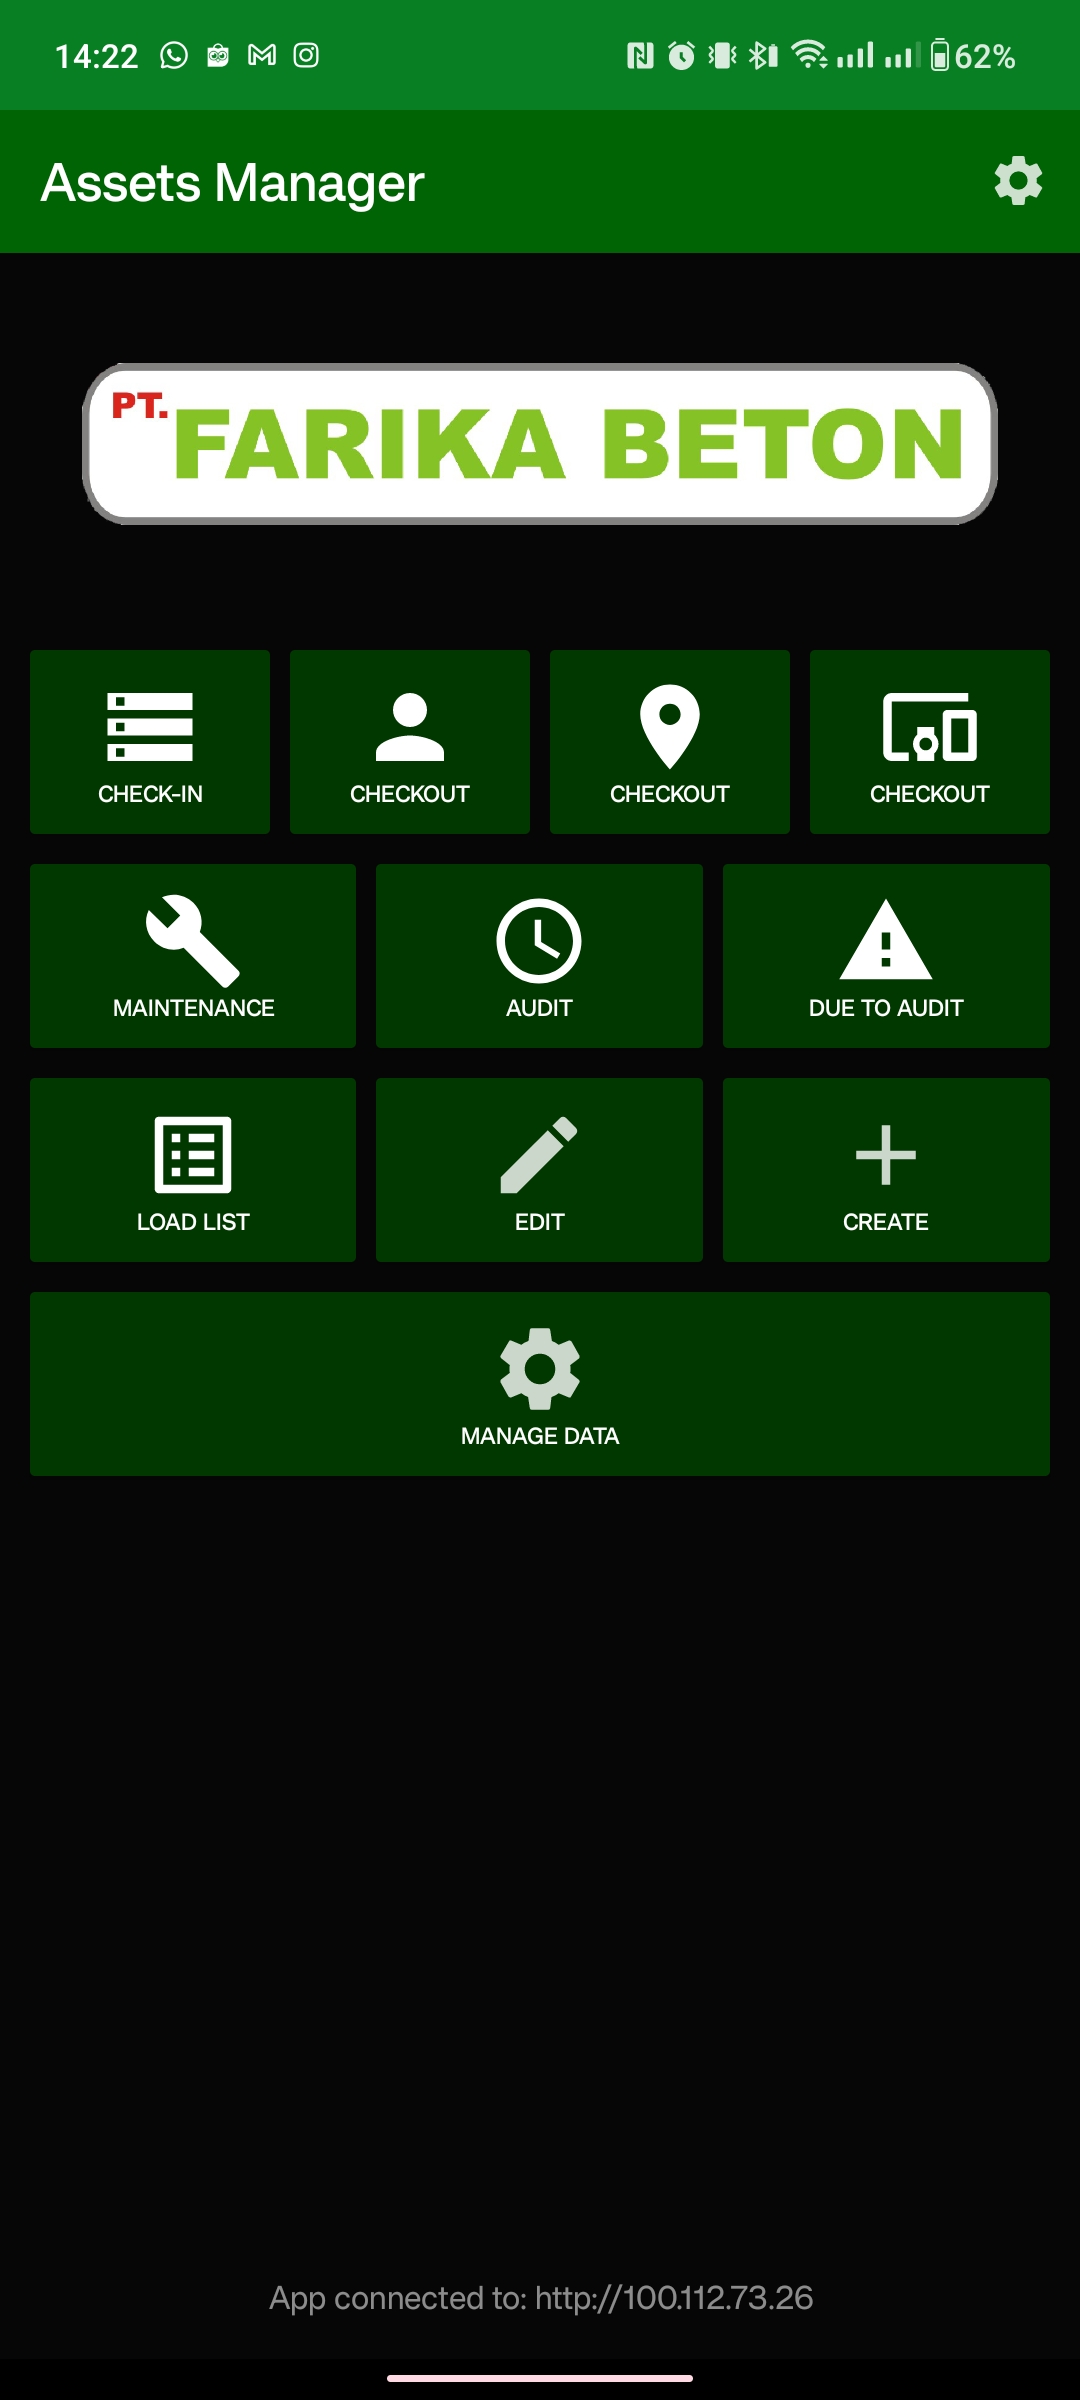 14:22 62%
Assets Manager
PT. FARIKA BETON
CHECK-IN CHECKOUT CHECKOUT CHECKOUT
MAINTENANCE AUDIT DUE TO AUDIT
LOAD LIST EDIT CREATE
MANAGE DATA
App connected to: http://100.112.73.26